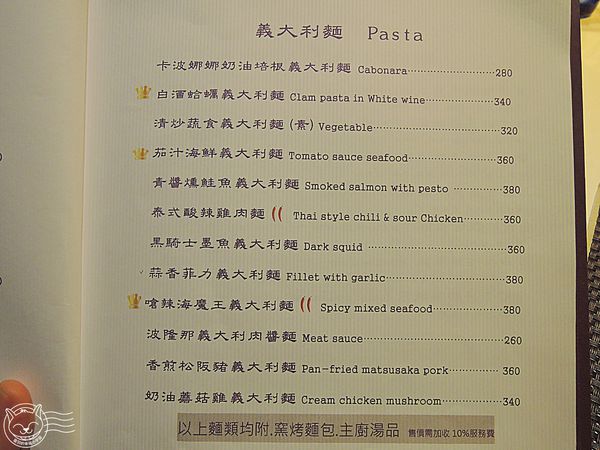 義大利麵 Pasta
卡波娜娜奶油培根義大利麵 Cabonara 280
白酒蛤蠣義大利麵 Clam pasta in White wine 340
清炒蔬食義大利麵 (素) Vegetable 320
茄汁海鮮義大利麵 Tomato sauce seafood 360
青醬燻鮭魚義大利麵 Smoked salmon with pesto 380
泰式酸辣雞肉麵 Thai style chili & sour Chicken 360
黑騎士墨魚義大利麵 Dark squid 360
蒜香菲力義大利麵 Fillet with garlic 380
嗆辣海魔王義大利麵 Spicy mixed seafood 380
波隆那義大利肉醬麵 Meat sauce 260
香煎松阪豬義大利麵 Pan-fried matsusaka pork 360
奶油蘑菇雞義大利麵 Cream chicken mushroom 340
以上麵類均附.窯烤麵包.主廚湯品 售價需加收 10%服務費